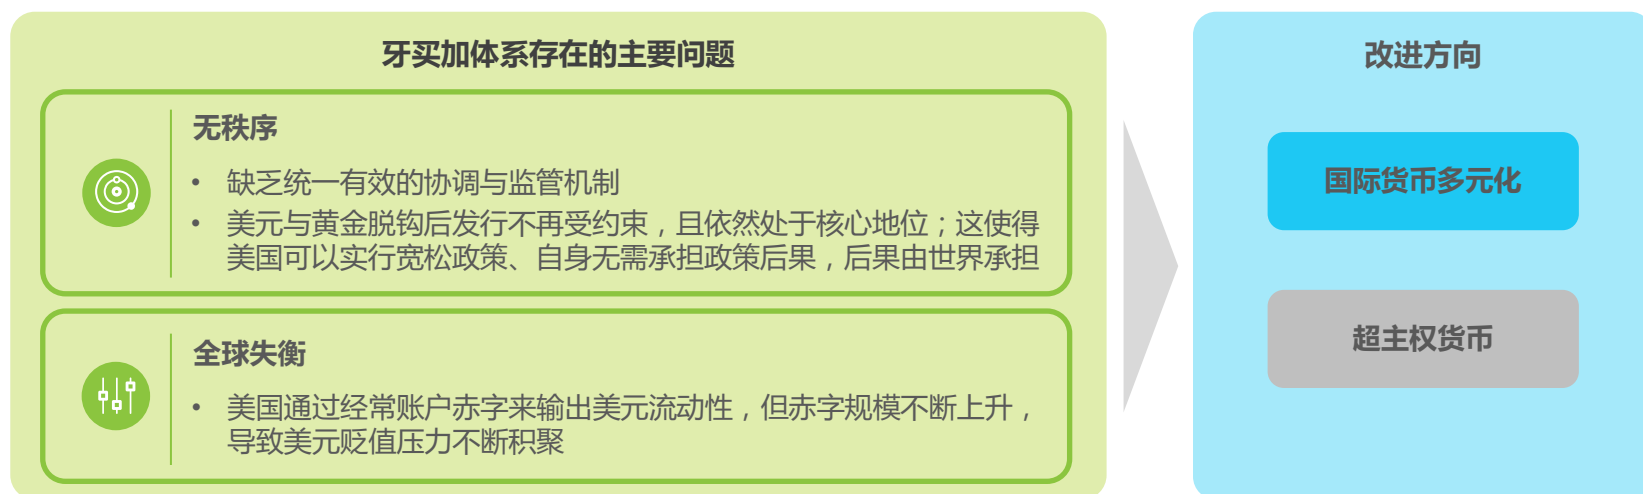 牙买加体系存在的主要问题
无秩序
• 缺乏统一有效的协调与监管机制
• 美元与黄金脱钩后发行不再受约束，且依然处于核心地位；这使得
美国可以实行宽松政策、自身无需承担政策后果，后果由世界承担
全球失衡
• 美国通过经常账户赤字来输出美元流动性，但赤字规模不断上升，
导致美元贬值压力不断积聚
改进方向
国际货币多元化
超主权货币